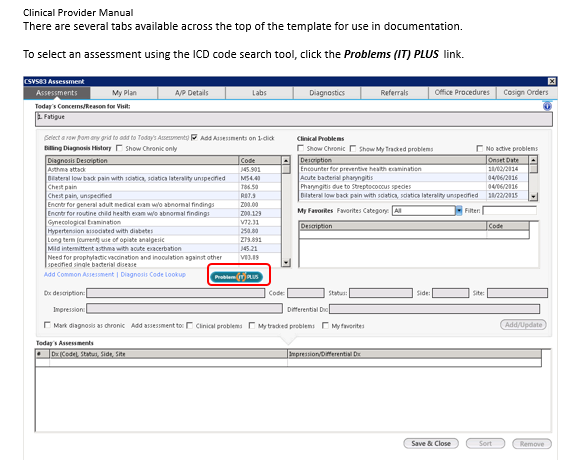 Clinical Provider Manual
There are several tabs available across the top of the template for use in documentation.
To select an assessment using the ICD code search tool, click the Problems (IT) PLUS link.
CSVS83 Assessment
Assessments My Plan A/P Details Labs Diagnostics Referrals Office Procedures Cosign Orders
Today's Concerns/Reason for Visit:
1. Fatigue
(Select a row from any grid to add to Today's Assessments) Add Assessments on 1-click
Billing Diagnosis History Show Chronic only
Diagnosis Description Code
Asthma attack J45.901
Bilateral low back pain with sciatica, sciatica laterality unspecified M54.40
Chest pain 786.50
Chest pain, unspecified R07.9
Encntr for general adult medical exam w/o abnormal findings Z00.00
Encntr for routine child health exam w/o abnormal findings Z00.129
Gynecological Examination V72.31
Hypertension associated with diabetes 250.80
Long term (current) use of opiate analgesic Z79.891
Mild intermittent asthma with acute exacerbation J45.21
Need for prophylactic vaccination and inoculation against other V03.89
specified single bacterial disease
Add Common Assessment | Diagnosis Code Lookup
Problem (IT) PLUS
Clinical Problems
Show Chronic Show My Tracked problems No active problems
Description Onset Date
Encounter for preventive health examination 10/02/2014
Acute bacterial pharyngitis 04/06/2016
Pharyngitis due to Streptococcus species 04/06/2016
Bilateral low back pain with sciatica, sciatica laterality unspecified 10/22/2015
My Favorites Favorites Category: All Filter:
Description Code
Dx description: Code: Status: Side: Site:
Impression: Differential Dx:
Mark diagnosis as chronic Add assessment to: Clinical problems My tracked problems My favorites
Add/Update
Today's Assessments
# Dx (Code), Status, Side, Site Impression/Differential Dx
Save & Close Sort Remove